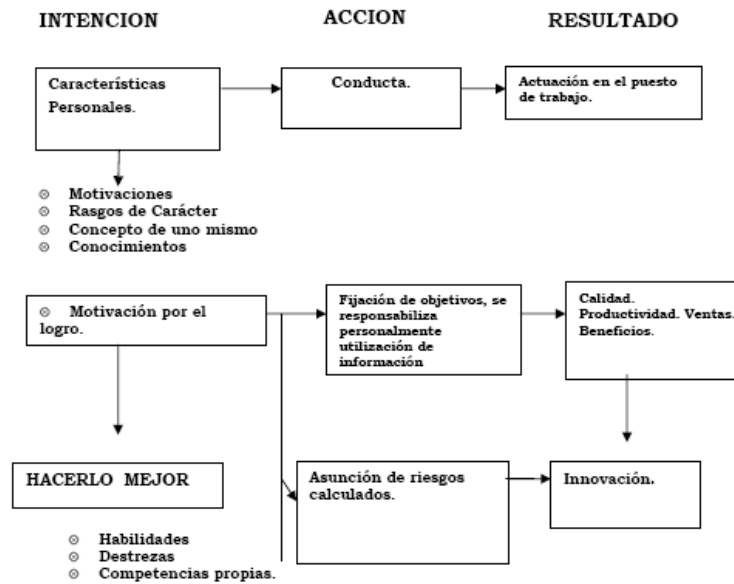 INTENCION
ACCION
RESULTADO
Características
Personales.
Conducta.
Actuación en el puesto
de trabajo.
Motivaciones
Rasgos de Carácter
Concepto de uno mismo
Conocimientos
Motivación por el
logro.
Fijación de objetivos, se
responsabiliza
personalmente
utilización de
información
Calidad.
Productividad. Ventas.
Beneficios.
HACERLO MEJOR
Asunción de riesgos
calculados.
Innovación.
Habilidades
Destrezas
Competencias propias.